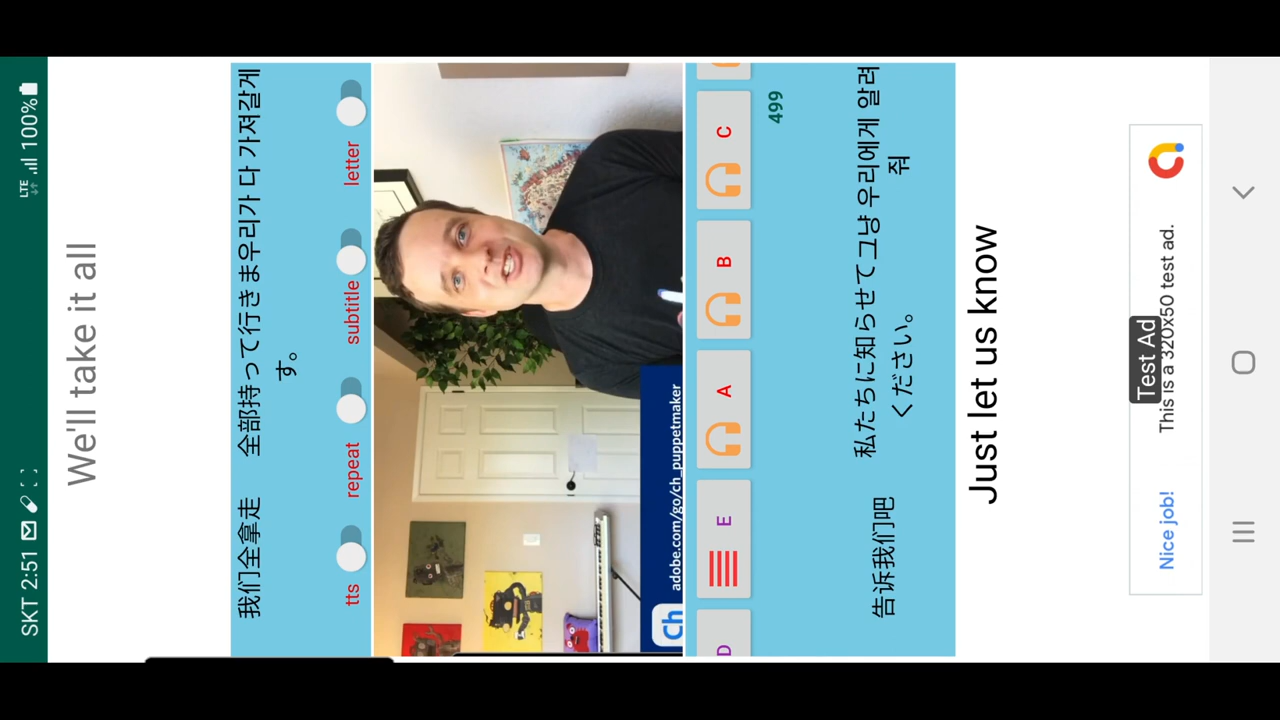 SKT 2:51 LTE 100%
We'll take it all
我们全拿走 全部持って行きま 우리가 다 가져갈게
す。
tts repeat subtitle letter
Ch adobe.com/go/ch_puppetmaker
D E A B C
499
告诉我们吧 私たちに知らせて 그냥 우리에게 알려
ください。 줘
Just let us know
Test Ad
Nice job! This is a 320x50 test ad.